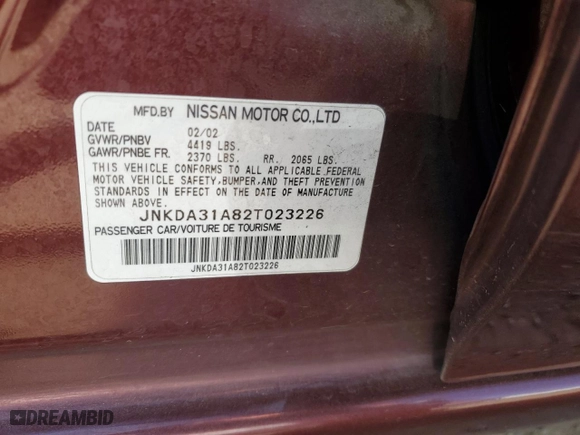 MFD.BY NISSAN MOTOR CO.,LTD
DATE 02/02
GVWR/PNBV 4419 LBS.
GAWR/PNBE FR. 2370 LBS. RR. 2065 LBS.
THIS VEHICLE CONFORMS TO ALL APPLICABLE FEDERAL
MOTOR VEHICLE SAFETY, BUMPER, AND THEFT PREVENTION
STANDARDS IN EFFECT ON THE DATE OF MANUFACTURE
SHOWN ABOVE.
JNKDA31A82T023226
PASSENGER CAR/VOITURE DE TOURISME
JNKDA31A82T023226
DREAMBID